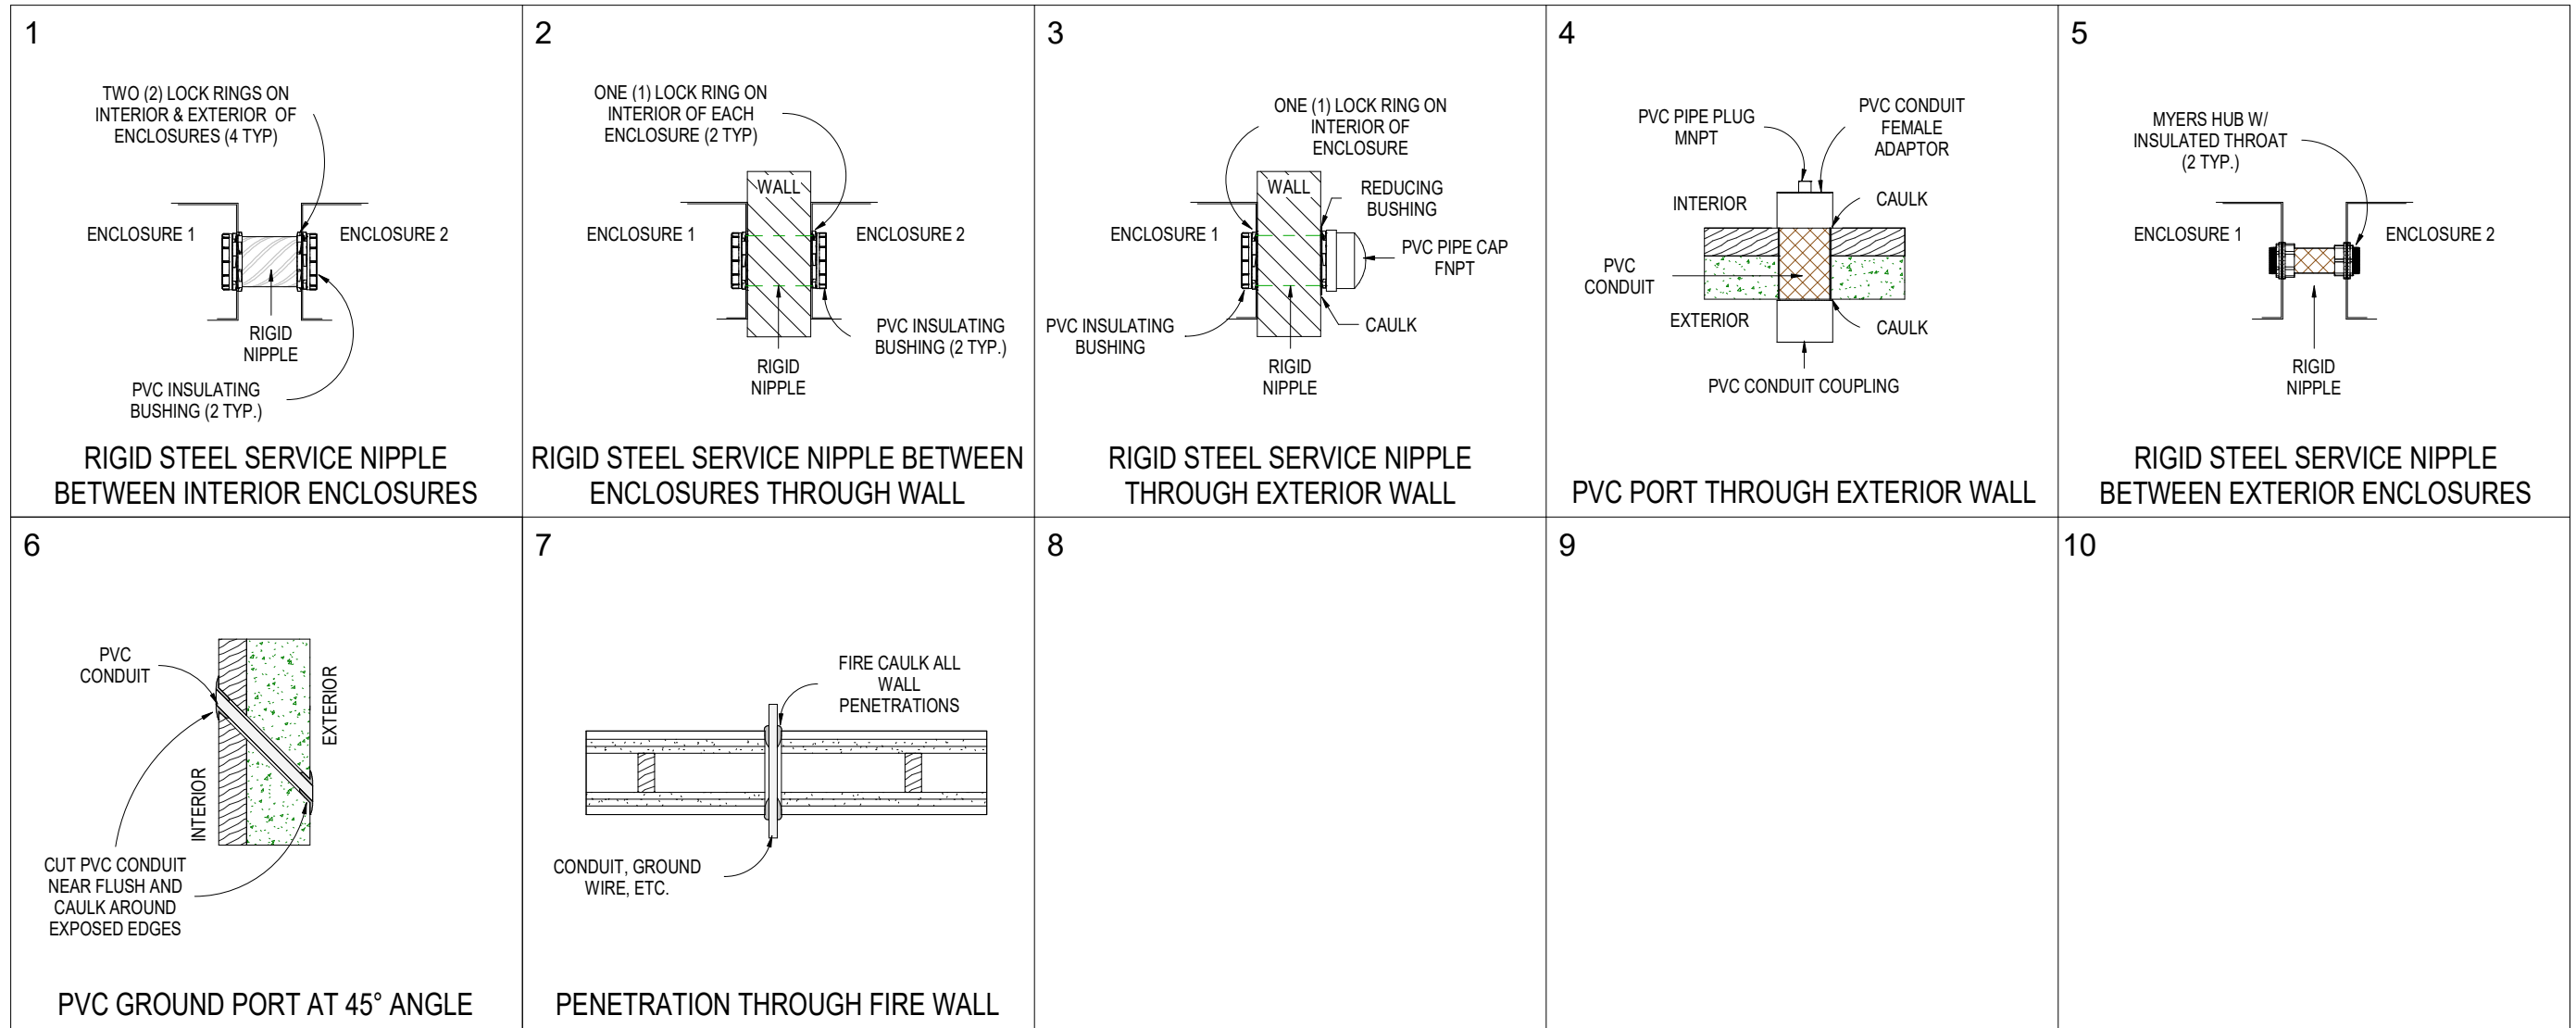 1
TWO (2) LOCK RINGS ON
INTERIOR & EXTERIOR OF
ENCLOSURES (4 TYP)
ENCLOSURE 1
ENCLOSURE 2
RIGID
NIPPLE
PVC INSULATING
BUSHING (2 TYP.)
RIGID STEEL SERVICE NIPPLE
BETWEEN INTERIOR ENCLOSURES
2
ONE (1) LOCK RING ON
INTERIOR OF EACH
ENCLOSURE (2 TYP)
WALL
ENCLOSURE 1
ENCLOSURE 2
PVC INSULATING
BUSHING (2 TYP.)
RIGID
NIPPLE
RIGID STEEL SERVICE NIPPLE BETWEEN
ENCLOSURES THROUGH WALL
3
ONE (1) LOCK RING ON
INTERIOR OF
ENCLOSURE
WALL
REDUCING
BUSHING
ENCLOSURE 1
PVC PIPE CAP
FNPT
PVC INSULATING
BUSHING
CAULK
RIGID
NIPPLE
RIGID STEEL SERVICE NIPPLE
THROUGH EXTERIOR WALL
4
PVC PIPE PLUG
MNPT
PVC CONDUIT
FEMALE
ADAPTOR
INTERIOR
CAULK
PVC
CONDUIT
EXTERIOR
CAULK
PVC CONDUIT COUPLING
PVC PORT THROUGH EXTERIOR WALL
5
MYERS HUB W/
INSULATED THROAT
(2 TYP.)
ENCLOSURE 1
ENCLOSURE 2
RIGID
NIPPLE
RIGID STEEL SERVICE NIPPLE
BETWEEN EXTERIOR ENCLOSURES
6
PVC
CONDUIT
EXTERIOR
INTERIOR
CUT PVC CONDUIT
NEAR FLUSH AND
CAULK AROUND
EXPOSED EDGES
PVC GROUND PORT AT 45° ANGLE
7
FIRE CAULK ALL
WALL
PENETRATIONS
CONDUIT, GROUND
WIRE, ETC.
PENETRATION THROUGH FIRE WALL
8
9
10